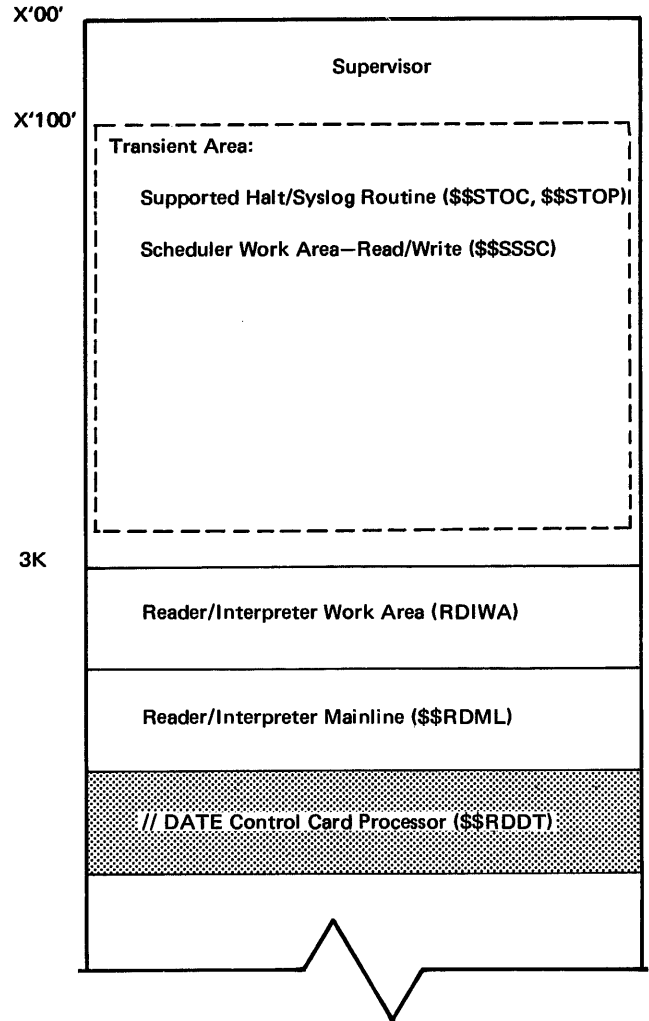 X'00'
Supervisor
X'100'
Transient Area:
Supported Halt/Syslog Routine ($$STOC, $$STOP)
Scheduler Work Area—Read/Write ($$SSSC)
3K
Reader/Interpreter Work Area (RDIWA)
Reader/Interpreter Mainline ($$RDML)
// DATE Control Card Processor ($$RDDT)